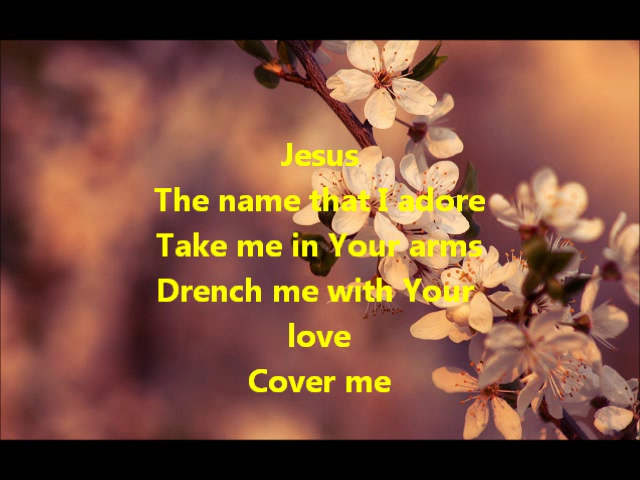 Jesus
The name that I adore
Take me in Your arms
Drench me with Your
love
Cover me